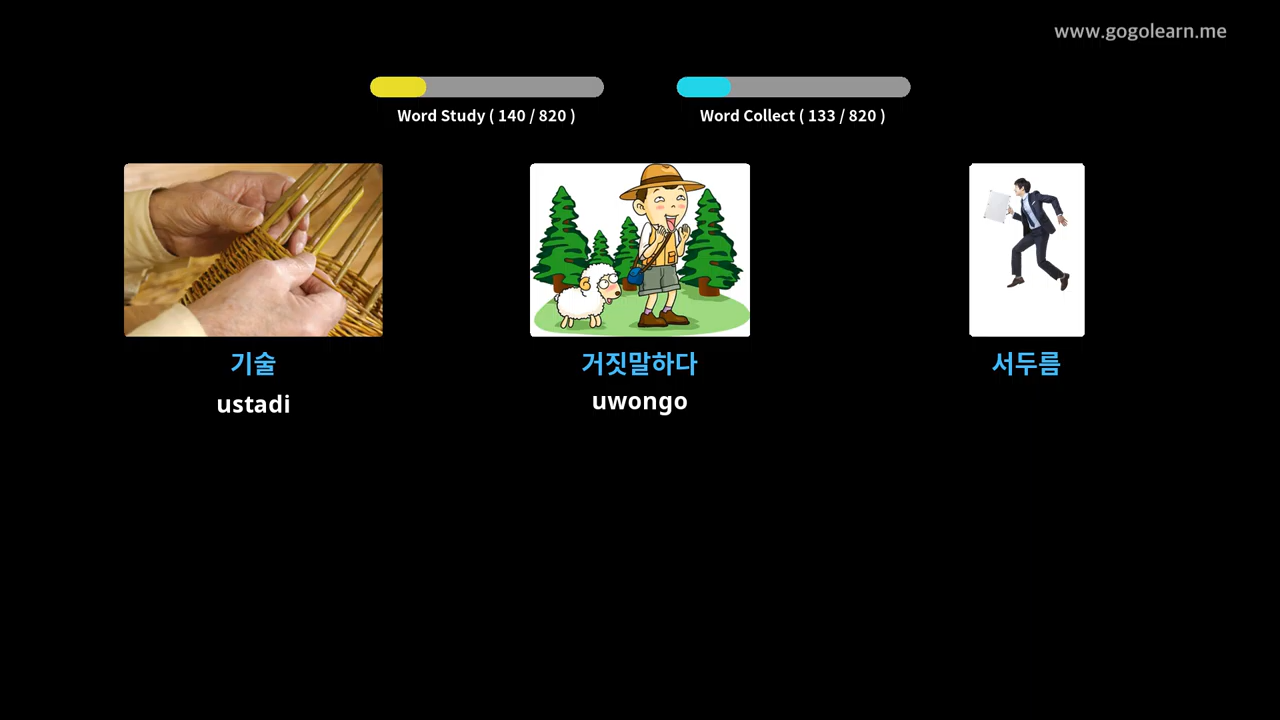 www.gogolearn.me
Word Study ( 140 / 820 )
Word Collect ( 133 / 820 )
기술
거짓말하다
서두름
ustadi
uwongo